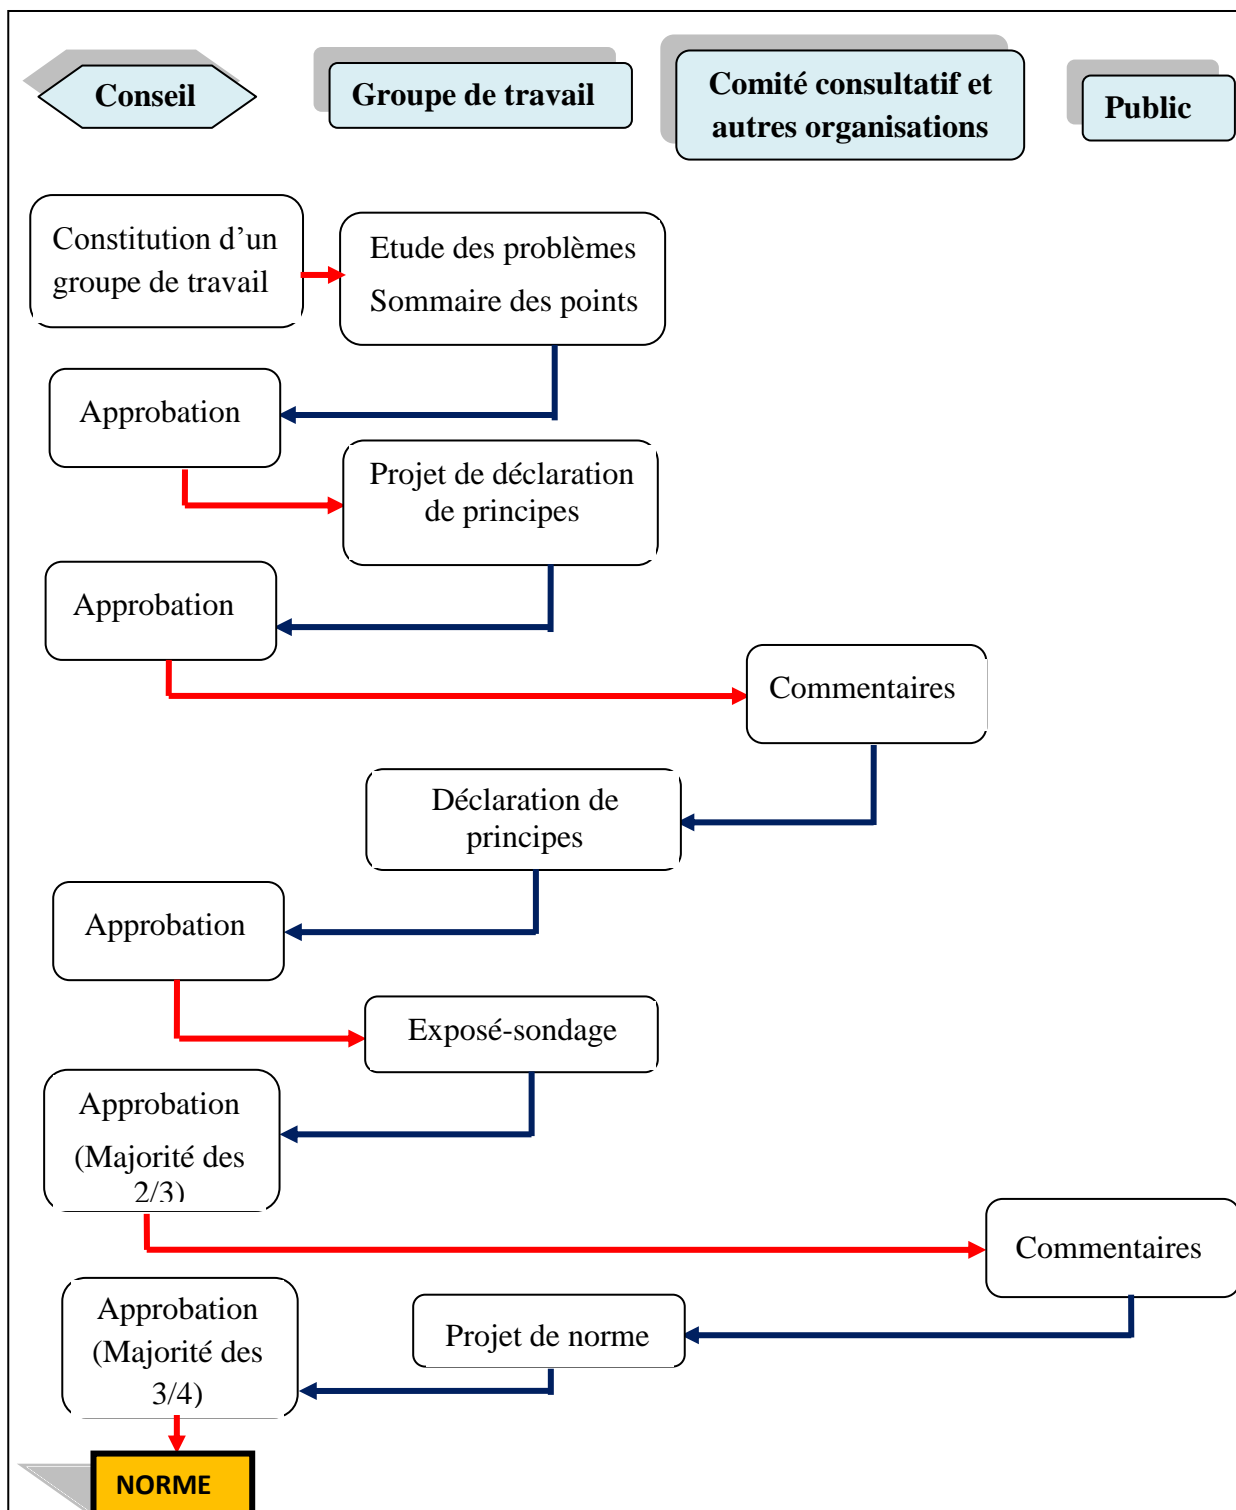 Conseil
Groupe de travail
Comité consultatif et
autres organisations
Public
Constitution d’un
groupe de travail
Etude des problèmes
Sommaire des points
Approbation
Projet de déclaration
de principes
Approbation
Commentaires
Déclaration de
principes
Approbation
Exposé-sondage
Approbation
(Majorité des
2/3)
Commentaires
Approbation
(Majorité des
3/4)
Projet de norme
NORME